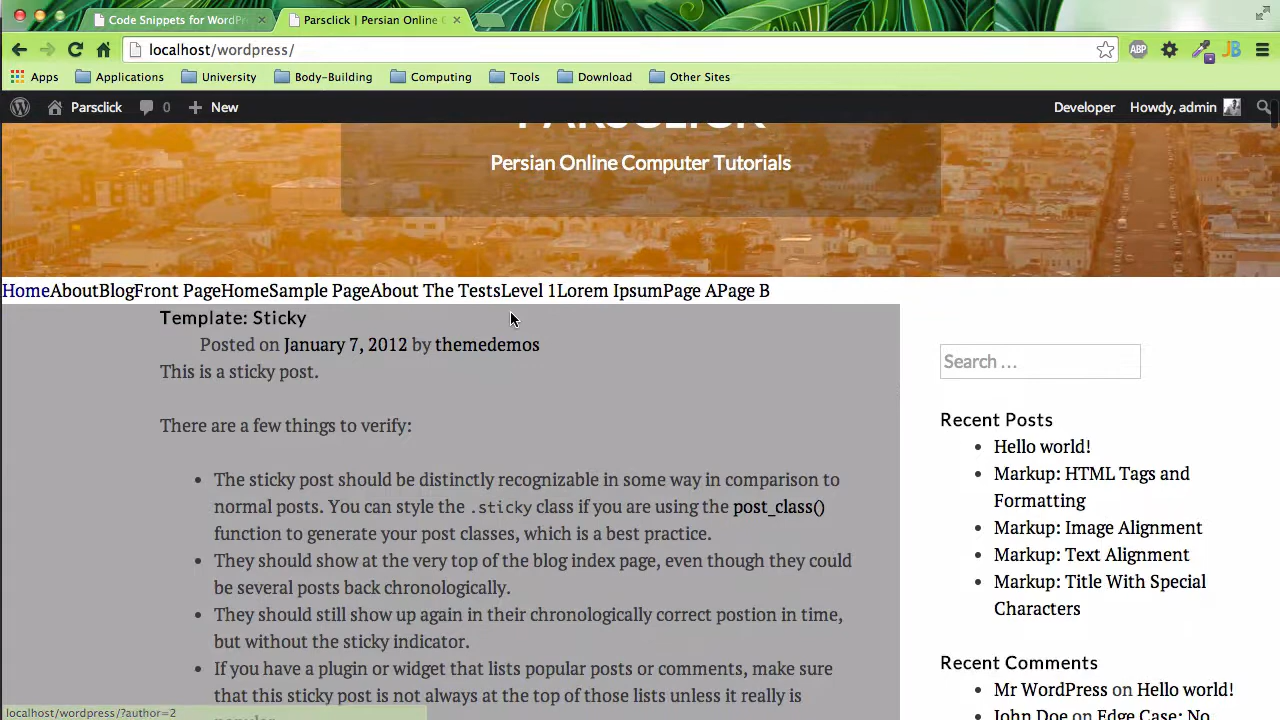 Code Snippets for WordPr
Parsclick | Persian Online C
localhost/wordpress/
ABP
JB
Apps
Applications
University
Body-Building
Computing
Tools
Download
Other Sites
Parsclick
0
New
Developer
Howdy, admin
PARSCLICK
Persian Online Computer Tutorials
HomeAboutBlogFront PageHomeSample PageAbout The TestsLevel 1Lorem IpsumPage APage B
Template: Sticky
Posted on January 7, 2012 by themedemos
This is a sticky post.
There are a few things to verify:
• The sticky post should be distinctly recognizable in some way in comparison to
normal posts. You can style the .sticky class if you are using the post_class()
function to generate your post classes, which is a best practice.
• They should show at the very top of the blog index page, even though they could
be several posts back chronologically.
• They should still show up again in their chronologically correct postion in time,
but without the sticky indicator.
• If you have a plugin or widget that lists popular posts or comments, make sure
that this sticky post is not always at the top of those lists unless it really is
Search …
Recent Posts
• Hello world!
• Markup: HTML Tags and
Formatting
• Markup: Image Alignment
• Markup: Text Alignment
• Markup: Title With Special
Characters
Recent Comments
• Mr WordPress on Hello world!
• John Doe on Edge Case: No
localhost/wordpress/?author=2